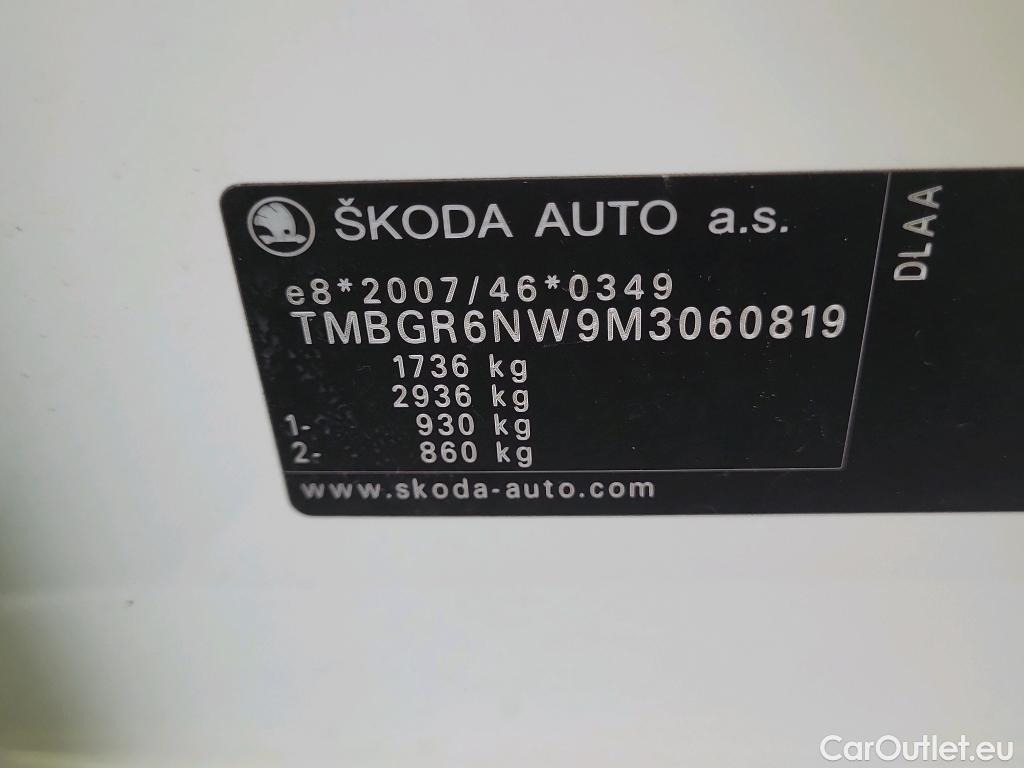 ŠKODA AUTO a.s.
e8*2007/46*0349
TMBGR6NW9M3060819
1736 kg
2936 kg
1- 930 kg
2- 860 kg
www.skoda-auto.com
DLAA
CarOutlet.eu